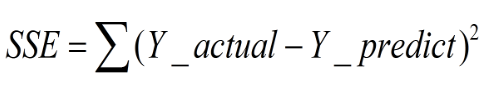 SSE = ∑(Y_actual − Y_predict)²